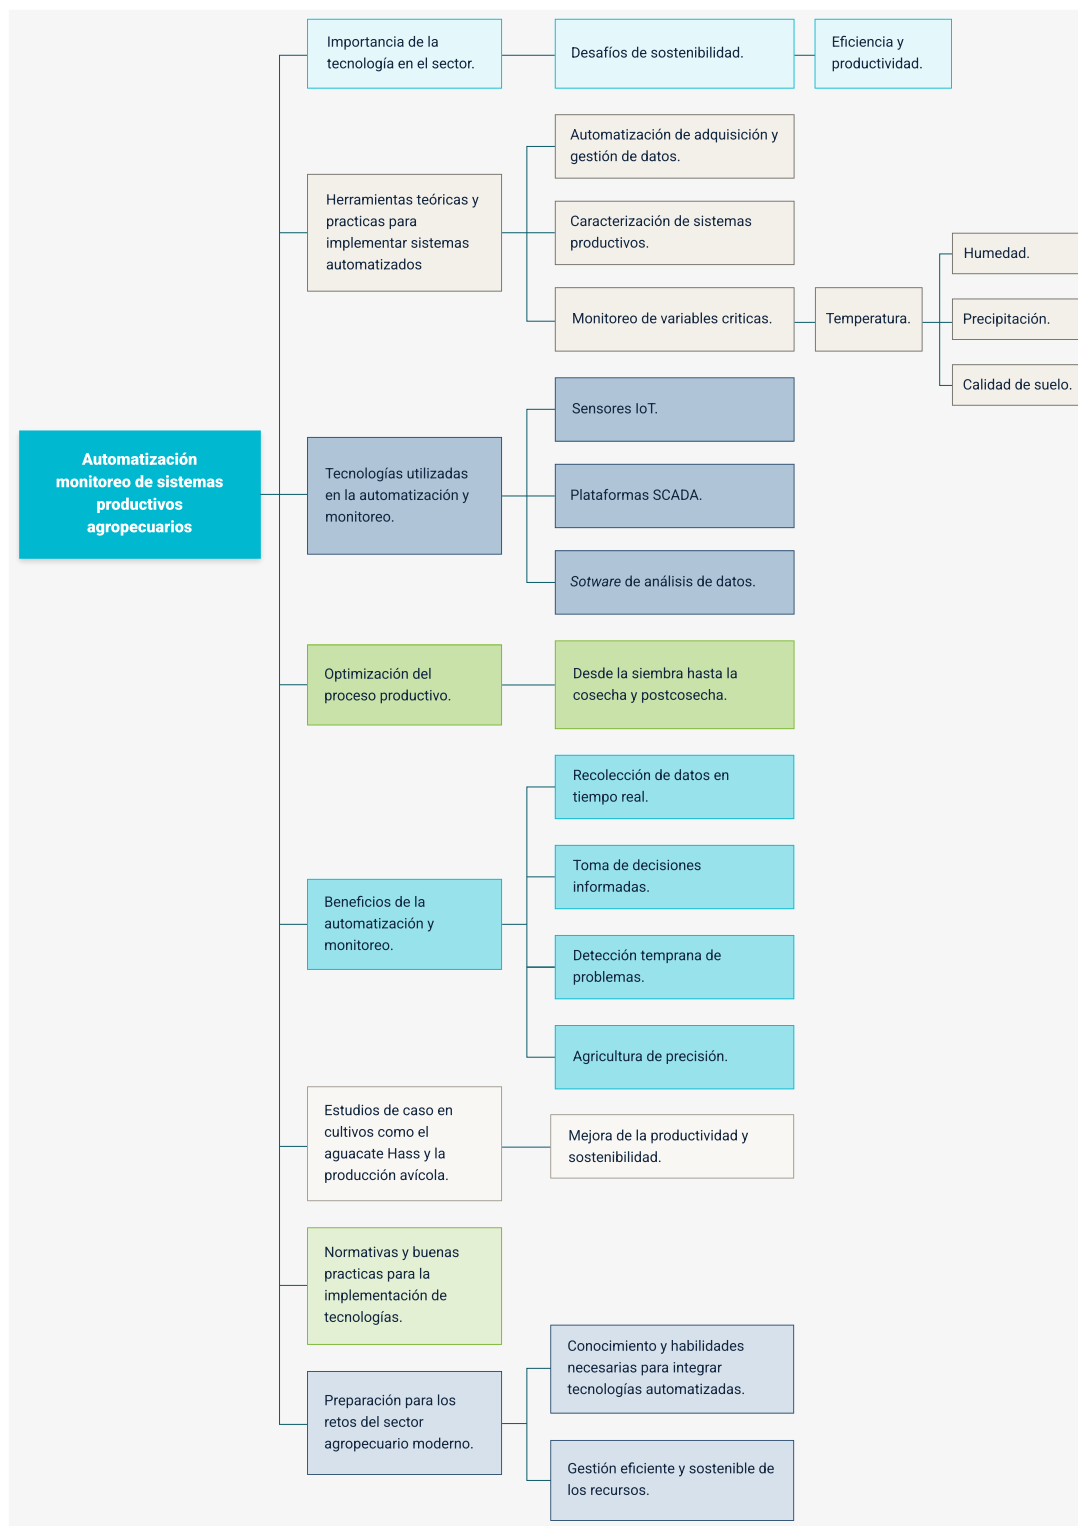 Importancia de la
tecnología en el sector.
Desafíos de sostenibilidad.
Eficiencia y
productividad.
Automatización de adquisición y
gestión de datos.
Herramientas teóricas y
practicas para
implementar sistemas
automatizados
Caracterización de sistemas
productivos.
Monitoreo de variables criticas.
Temperatura.
Humedad.
Precipitación.
Calidad de suelo.
Automatización
monitoreo de sistemas
productivos
agropecuarios
Tecnologías utilizadas
en la automatización y
monitoreo.
Sensores IoT.
Plataformas SCADA.
Sotware de análisis de datos.
Optimización del
proceso productivo.
Desde la siembra hasta la
cosecha y postcosecha.
Beneficios de la
automatización y
monitoreo.
Recolección de datos en
tiempo real.
Toma de decisiones
informadas.
Detección temprana de
problemas.
Agricultura de precisión.
Estudios de caso en
cultivos como el
aguacate Hass y la
producción avícola.
Mejora de la productividad y
sostenibilidad.
Normativas y buenas
practicas para la
implementación de
tecnologías.
Preparación para los
retos del sector
agropecuario moderno.
Conocimiento y habilidades
necesarias para integrar
tecnologías automatizadas.
Gestión eficiente y sostenible de
los recursos.